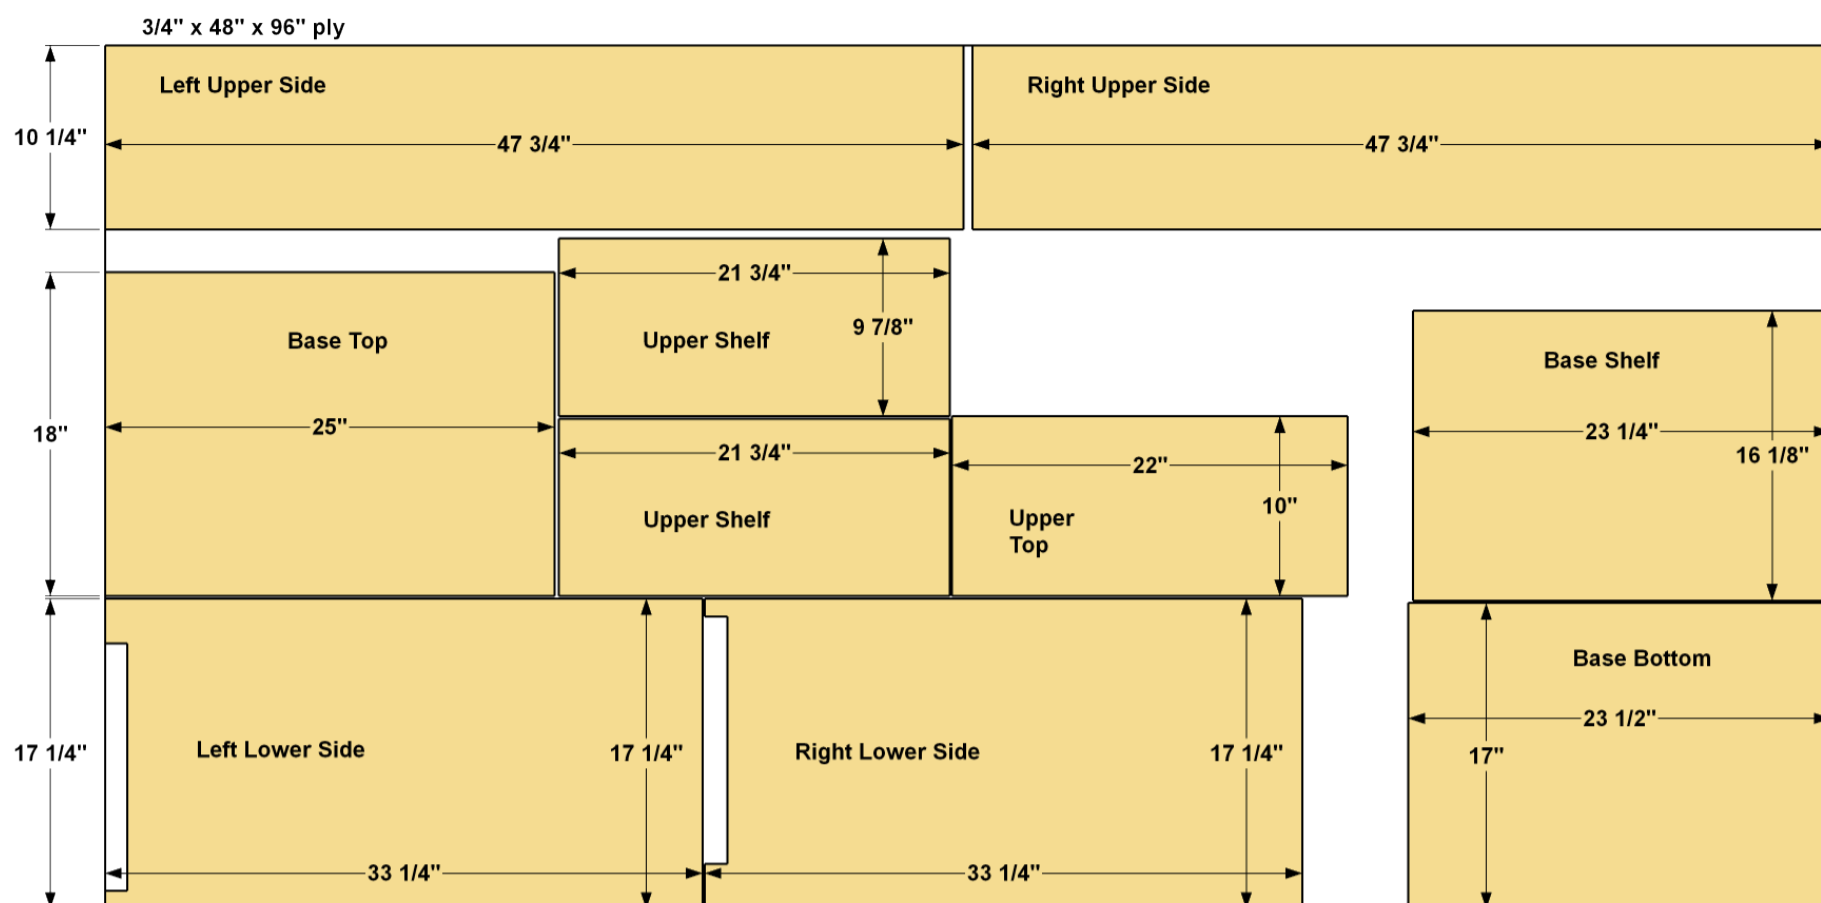 3/4" x 48" x 96" ply
Left Upper Side
Right Upper Side
10 1/4"
47 3/4"
47 3/4"
21 3/4"
9 7/8"
Base Top
Upper Shelf
Base Shelf
25"
18"
23 1/4"
16 1/8"
21 3/4"
22"
10"
Upper Shelf
Upper
Top
Base Bottom
23 1/2"
Left Lower Side
Right Lower Side
17 1/4"
17 1/4"
17 1/4"
17"
33 1/4"
33 1/4"